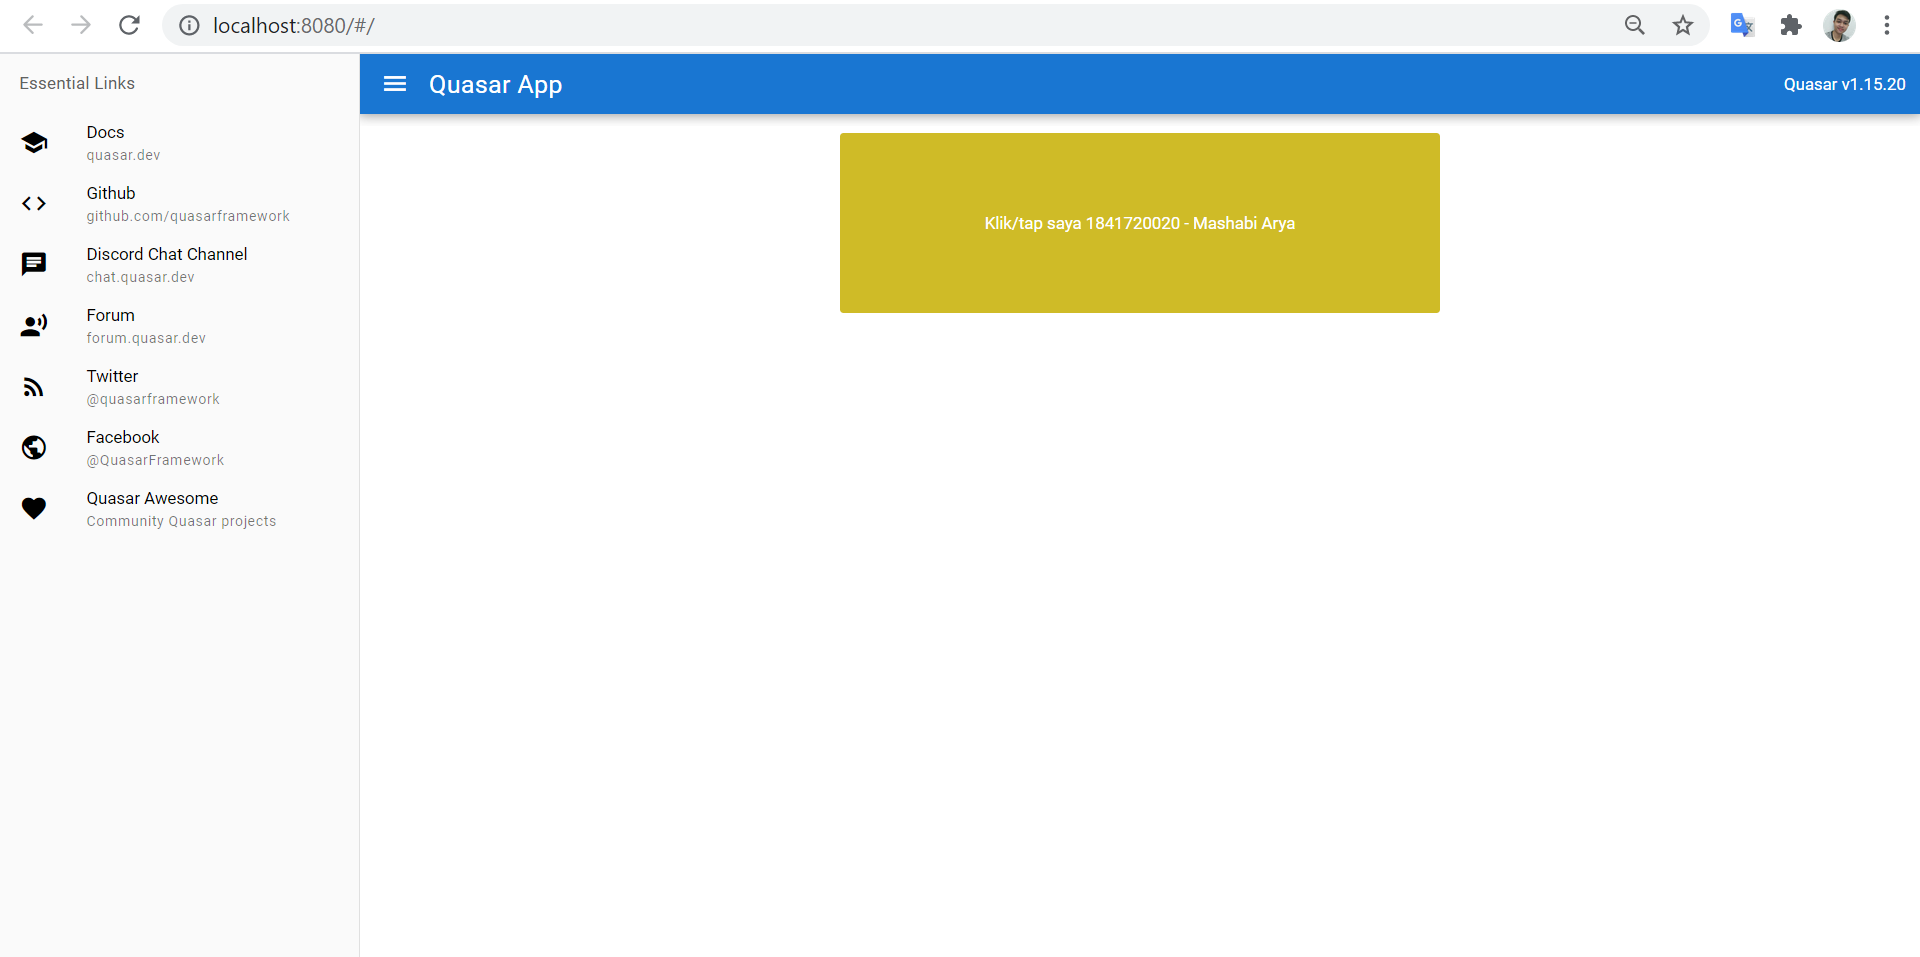 localhost:8080/#/
Essential Links
Docs
quasar.dev
Github
github.com/quasarframework
Discord Chat Channel
chat.quasar.dev
Forum
forum.quasar.dev
Twitter
@quasarframework
Facebook
@QuasarFramework
Quasar Awesome
Community Quasar projects
Quasar App
Quasar v1.15.20
Klik/tap saya 1841720020 - Mashabi Arya